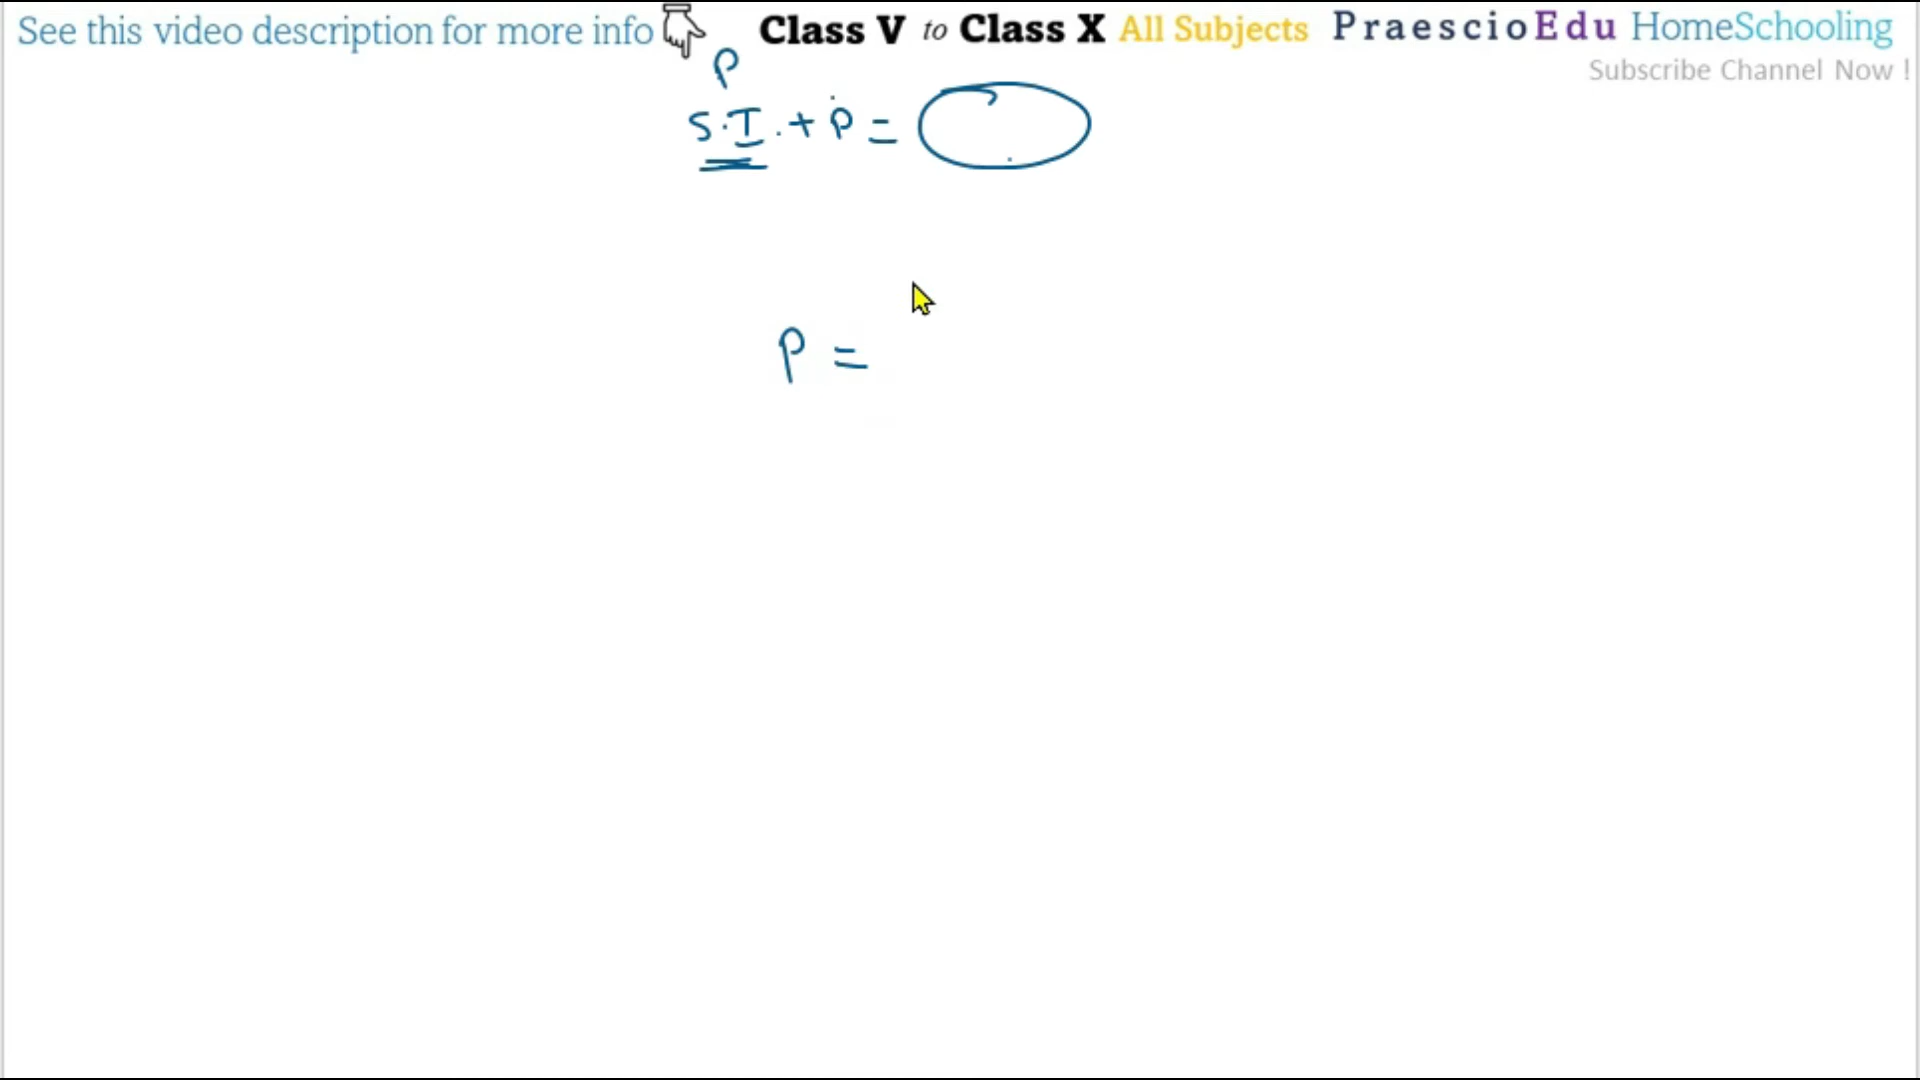 See this video description for more info Class V to Class X All Subjects PraescioEdu HomeSchooling
Subscribe Channel Now !
P
S.I. + P =
P =